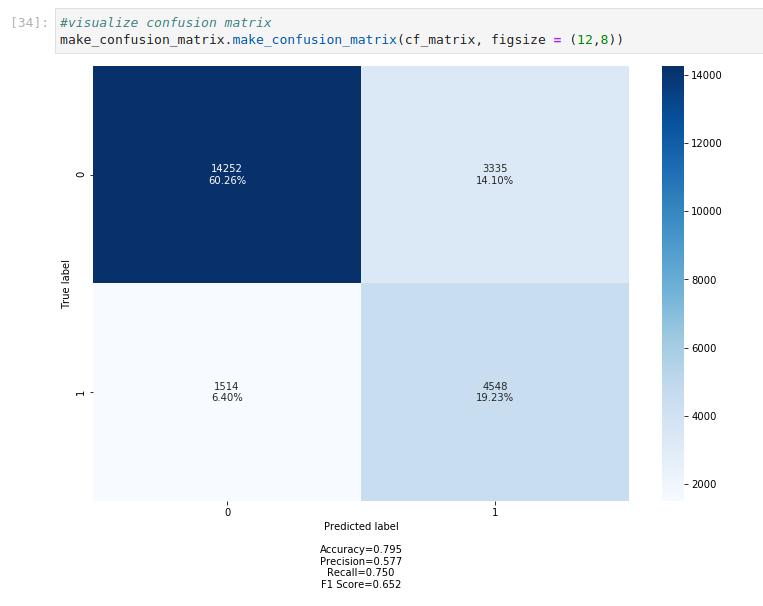 [34]: #visualize confusion matrix
make_confusion_matrix.make_confusion_matrix(cf_matrix, figsize = (12,8))
14000
12000
10000
8000
6000
4000
2000
True label
0
14252
60.26%
3335
14.10%
1
1514
6.40%
4548
19.23%
0
1
Predicted label
Accuracy=0.795
Precision=0.577
Recall=0.750
F1 Score=0.652